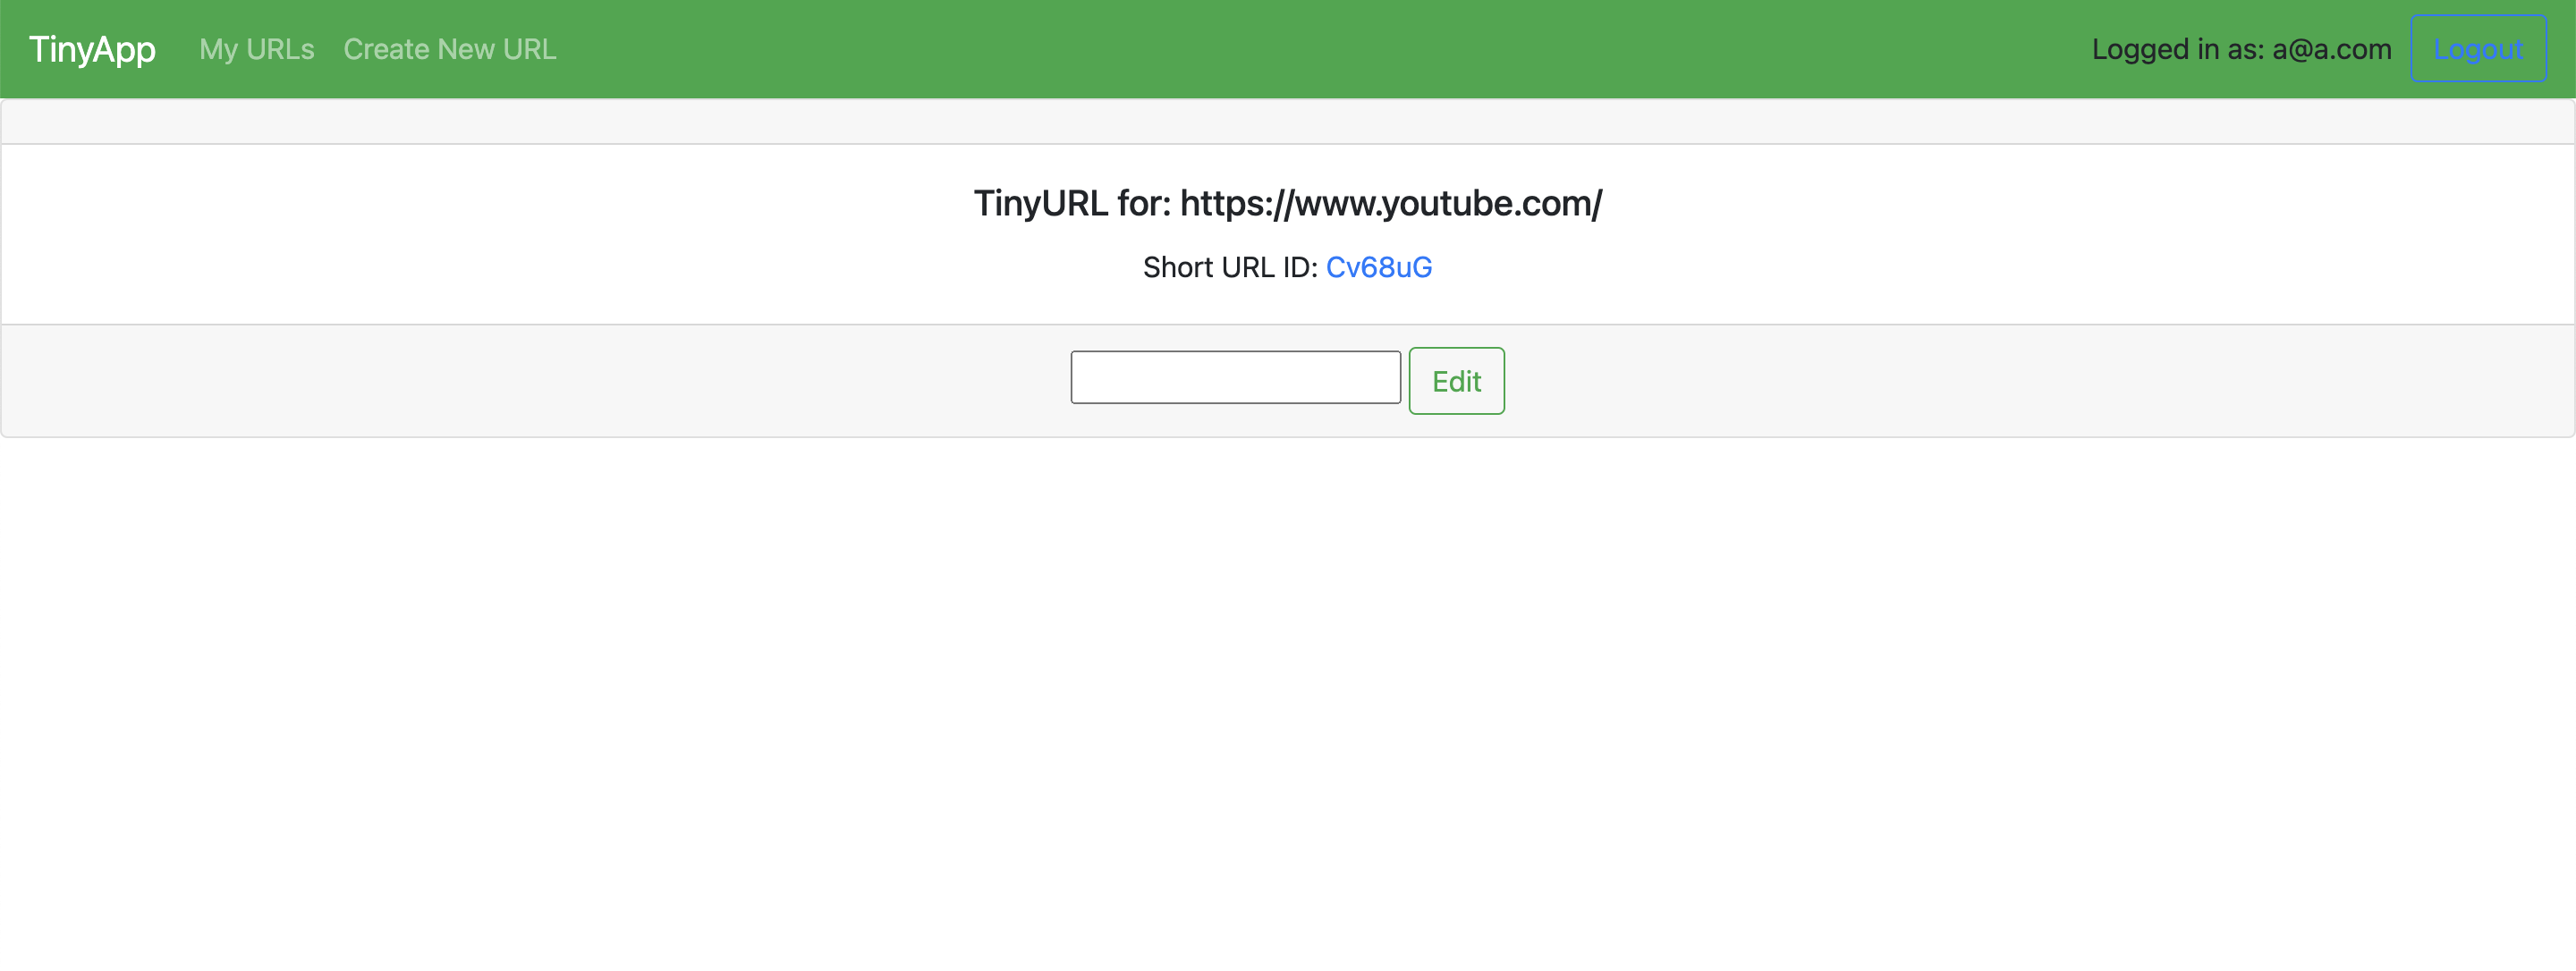 TinyApp My URLs Create New URL Logged in as: a@a.com Logout
TinyURL for: https://www.youtube.com/
Short URL ID: Cv68uG
Edit